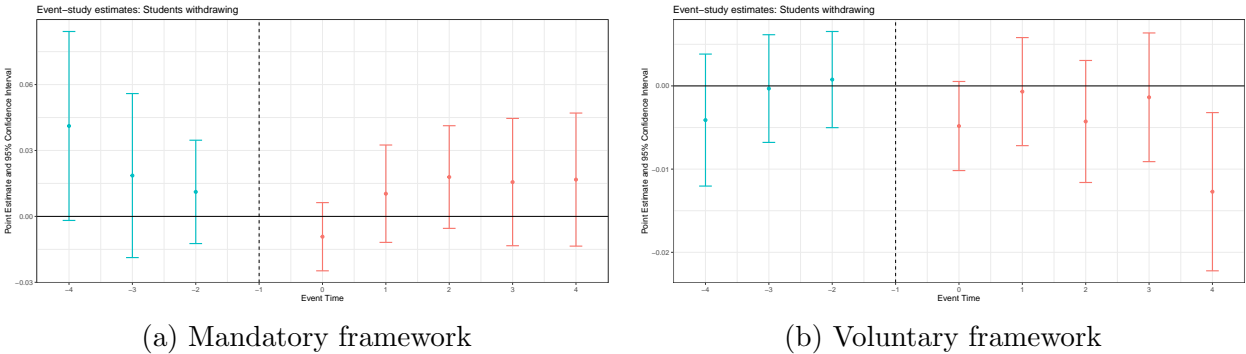 Event−study estimates: Students withdrawing
Point Estimate and 95% Confidence Interval
0.06
0.03
0.00
−0.03
−4 −3 −2 −1 0 1 2 3 4
Event Time
(a) Mandatory framework
Event−study estimates: Students withdrawing
Point Estimate and 95% Confidence Interval
0.00
−0.01
−0.02
−4 −3 −2 −1 0 1 2 3 4
Event Time
(b) Voluntary framework